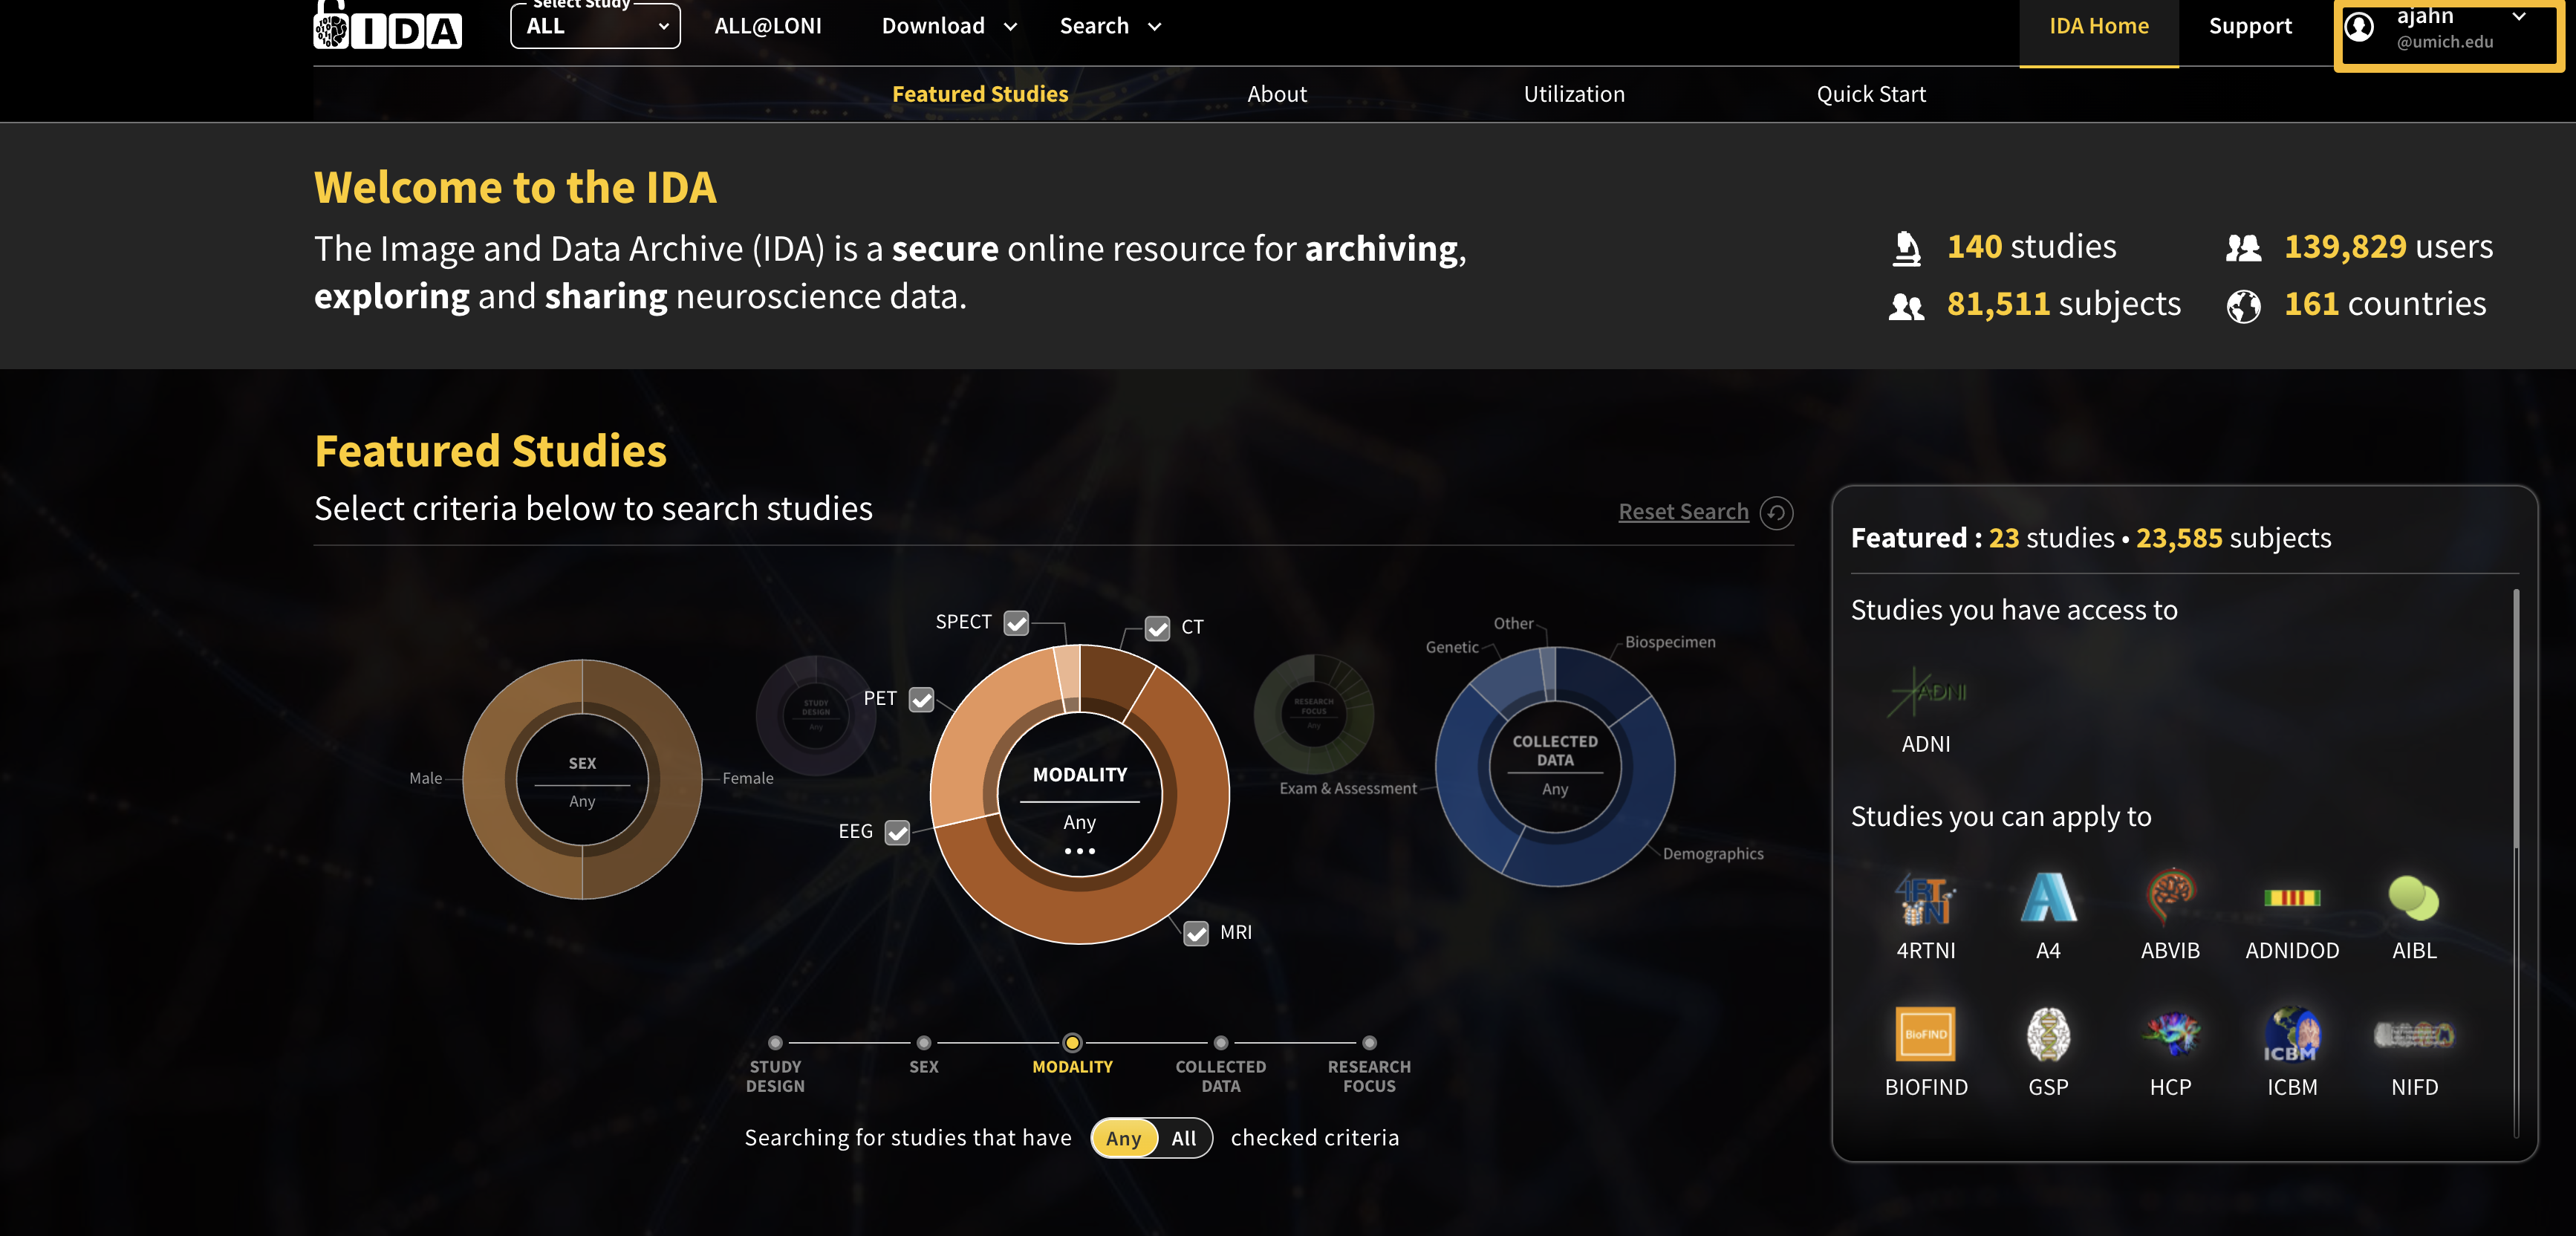 Select Study
IDA
ALL
ALL@LONI
Download
Search
IDA Home
Support
ajahn
@umich.edu
Featured Studies
About
Utilization
Quick Start
Welcome to the IDA
The Image and Data Archive (IDA) is a secure online resource for archiving,
exploring and sharing neuroscience data.
140 studies
139,829 users
81,511 subjects
161 countries
Featured Studies
Select criteria below to search studies
Reset Search
SEX
Any
Male
Female
STUDY
DESIGN
Any
SPECT
CT
PET
EEG
MRI
MODALITY
Any
RESEARCH
FOCUS
Any
Other
Genetic
Biospecimen
Exam & Assessment
Demographics
COLLECTED
DATA
Any
STUDY
DESIGN
SEX
MODALITY
COLLECTED
DATA
RESEARCH
FOCUS
Searching for studies that have
Any
All
checked criteria
Featured : 23 studies • 23,585 subjects
Studies you have access to
ADNI
ADNI
Studies you can apply to
4RTNI
4RTNI
A4
ABVIB
ADNIDOD
AIBL
BioFIND
ICBM
BIOFIND
GSP
HCP
ICBM
NIFD